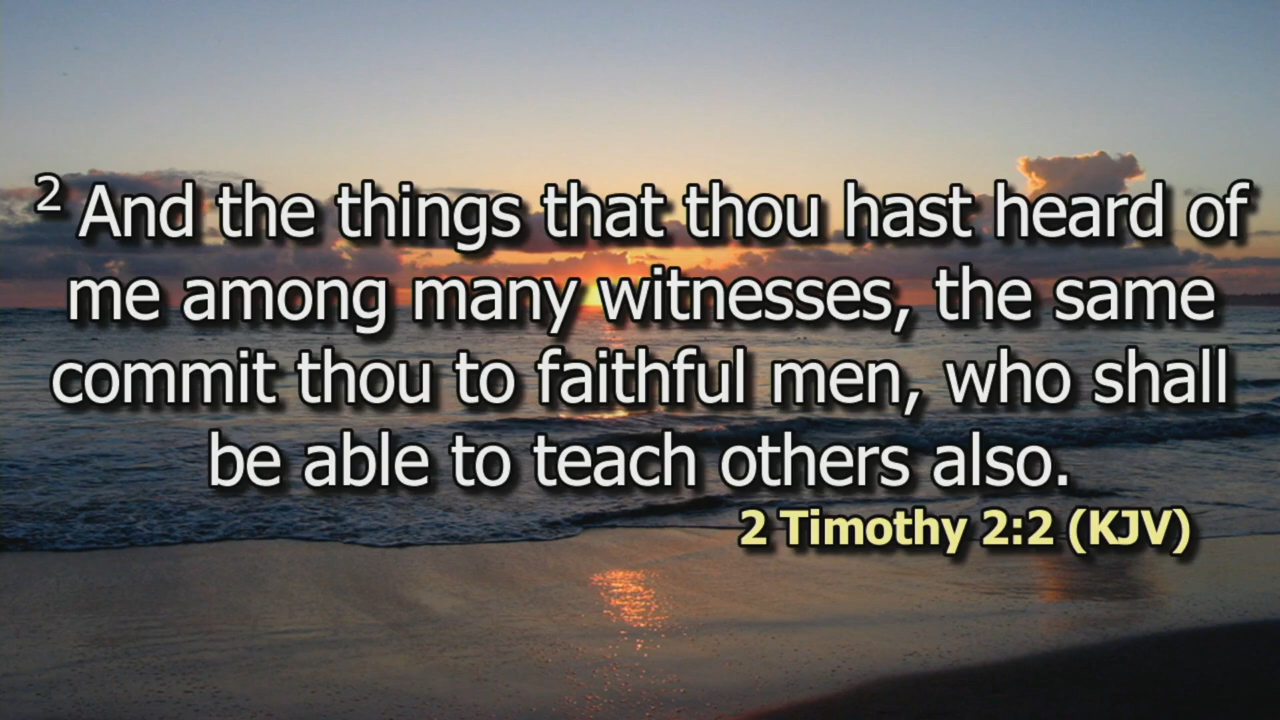 ² And the things that thou hast heard of
me among many witnesses, the same
commit thou to faithful men, who shall
be able to teach others also.
2 Timothy 2:2 (KJV)